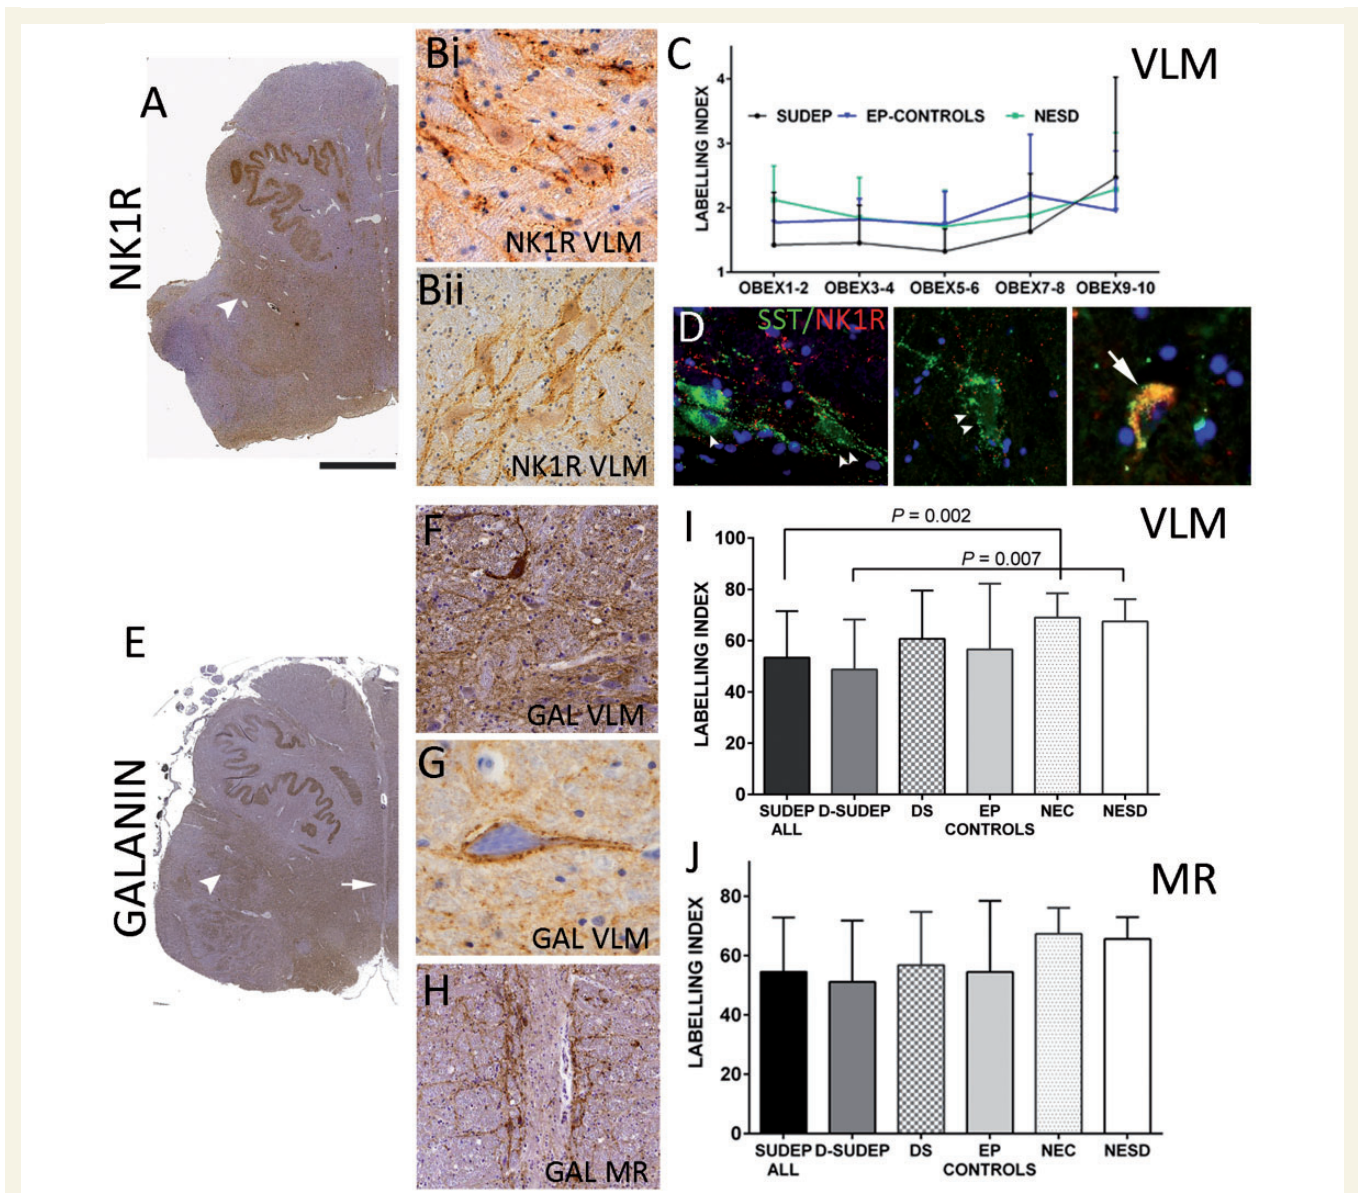 A
NK1R
Bi
NK1R VLM
Bii
NK1R VLM
C
VLM
LABELLING INDEX
4
3
2
1
SUDEP EP-CONTROLS NESD
OBEX1-2 OBEX3-4 OBEX5-6 OBEX7-8 OBEX9-10
D
SST/NK1R
E
GALANIN
F
GAL VLM
G
GAL VLM
H
GAL MR
I
VLM
P = 0.002
P = 0.007
LABELLING INDEX
100
80
60
40
20
0
SUDEP D-SUDEP DS EP NEC NESD
ALL CONTROLS
J
MR
LABELLING INDEX
80
60
40
20
0
SUDEP D-SUDEP DS EP NEC NESD
ALL CONTROLS